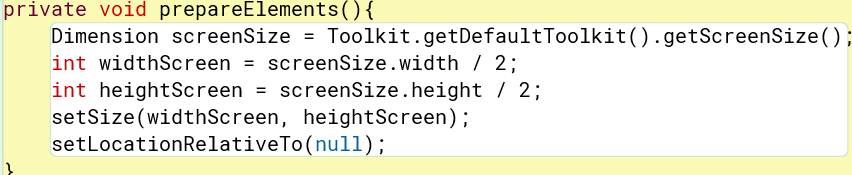 private void prepareElements(){
Dimension screenSize = Toolkit.getDefaultToolkit().getScreenSize();
int widthScreen = screenSize.width / 2;
int heightScreen = screenSize.height / 2;
setSize(widthScreen, heightScreen);
setLocationRelativeTo(null);
}